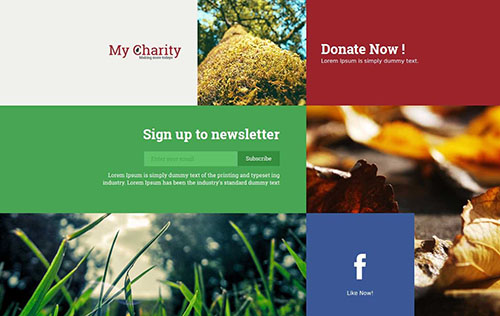 My Charity
Making more todays
Donate Now !
Lorem Ipsum is simply dummy text.
Sign up to newsletter
Enter your email
Subscribe
Lorem Ipsum is simply dummy text of the printing and typeset ing
industry. Lorem Ipsum has been the industry's standard dummy text
f
Like Now!